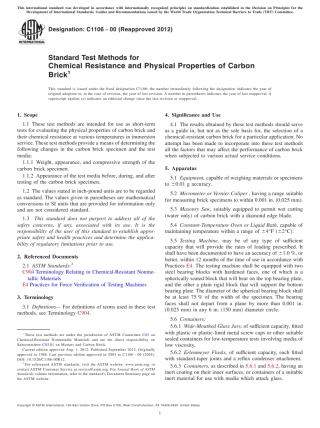 This international standard was developed in accordance with internationally recognized principles on standardization established in the Decision on Principles for the
Development of International Standards, Guides and Recommendations issued by the World Trade Organization Technical Barriers to Trade (TBT) Committee.
Designation: C1106 − 00 (Reapproved 2012)
INTERNATIONAL
Standard Test Methods for
Chemical Resistance and Physical Properties of Carbon
Brick¹
This standard is issued under the fixed designation C1106; the number immediately following the designation indicates the year of
original adoption or, in the case of revision, the year of last revision. A number in parentheses indicates the year of last reapproval. A
superscript epsilon (ε) indicates an editorial change since the last revision or reapproval.
1. Scope
1.1 These test methods are intended for use as short-term
tests for evaluating the physical properties of carbon brick and
their chemical resistance at various temperatures in immersion
service. These test methods provide a means of determining the
following changes in the carbon brick specimen and the test
media:
1.1.1 Weight, appearance, and compressive strength of the
carbon brick specimen.
1.1.2 Appearance of the test media before, during, and after
testing of the carbon brick specimen.
1.2 The values stated in inch-pound units are to be regarded
as standard. The values given in parentheses are mathematical
conversions to SI units that are provided for information only
and are not considered standard.
1.3 This standard does not purport to address all of the
safety concerns, if any, associated with its use. It is the
responsibility of the user of this standard to establish appro-
priate safety and health practices and determine the applica-
bility of regulatory limitations prior to use.
2. Referenced Documents
2.1 ASTM Standards:²
C904 Terminology Relating to Chemical-Resistant Nonme-
tallic Materials
E4 Practices for Force Verification of Testing Machines
3. Terminology
3.1 Definitions— For definitions of terms used in these test
methods, see Terminology C904.
¹ These test methods are under the jurisdiction of ASTM Committee C03 on
Chemical-Resistant Nonmetallic Materials and are the direct responsibility of
Subcommittee C03.01 on Mortars and Carbon Brick.
Current edition approved Aug. 1, 2012. Published September 2012. Originally
approved in 1988. Last previous edition approved in 2005 as C1106 – 00 (2005).
DOI: 10.1520/C1106-00R12.
² For referenced ASTM standards, visit the ASTM website, www.astm.org, or
contact ASTM Customer Service at service@astm.org. For Annual Book of ASTM
Standards volume information, refer to the standard's Document Summary page on
the ASTM website.
4. Significance and Use
4.1 The results obtained by these test methods should serve
as a guide in, but not as the sole basis for, the selection of a
chemical-resistant carbon brick for a particular application. No
attempt has been made to incorporate into these test methods
all the factors that may affect the performance of carbon brick
when subjected to various actual service conditions.
5. Apparatus
5.1 Equipment, capable of weighing materials or specimens
to ±0.01 g accuracy.
5.2 Micrometer or Vernier Caliper , having a range suitable
for measuring brick specimens to within 0.001 in. (0.025 mm).
5.3 Masonry Saw, suitably equipped to permit wet cutting
(water only) of carbon brick with a diamond edge blade.
5.4 Constant-Temperature Oven or Liquid Bath, capable of
maintaining temperature within a range of ±4°F (±2.2°C).
5.5 Testing Machine, may be of any type of sufficient
capacity that will provide the rates of loading prescribed. It
shall have been demonstrated to have an accuracy of ±1.0 %, or
better, within 12 months of the time of use in accordance with
Practices E4. The testing machine shall be equipped with two
steel bearing blocks with hardened faces, one of which is a
spherically seated block that will bear on the top bearing plate,
and the other a plain rigid block that will support the bottom
bearing plate. The diameter of the spherical bearing block shall
be at least 75 % of the width of the specimen. The bearing
faces shall not depart from a plane by more than 0.001 in.
(0.025 mm) in any 6 in. (150 mm) diameter circle.
5.6 Containers:
5.6.1 Wide-Mouthed Glass Jars, of sufficient capacity, fitted
with plastic or plastic-lined metal screw caps or other suitable
sealed containers for low-temperature tests involving media of
low viscosity.
5.6.2 Erlenmeyer Flasks, of sufficient capacity, each fitted
with standard-taper joints and a reflux condenser attachment.
5.6.3 Containers, as described in 5.6.1 and 5.6.2, having an
inert coating on their inner surfaces, or containers of a suitable
inert material for use with media which attack glass.
Copyright © ASTM International, 100 Barr Harbor Drive, PO Box C700, West Conshohocken, PA 19428-2959. United States
1